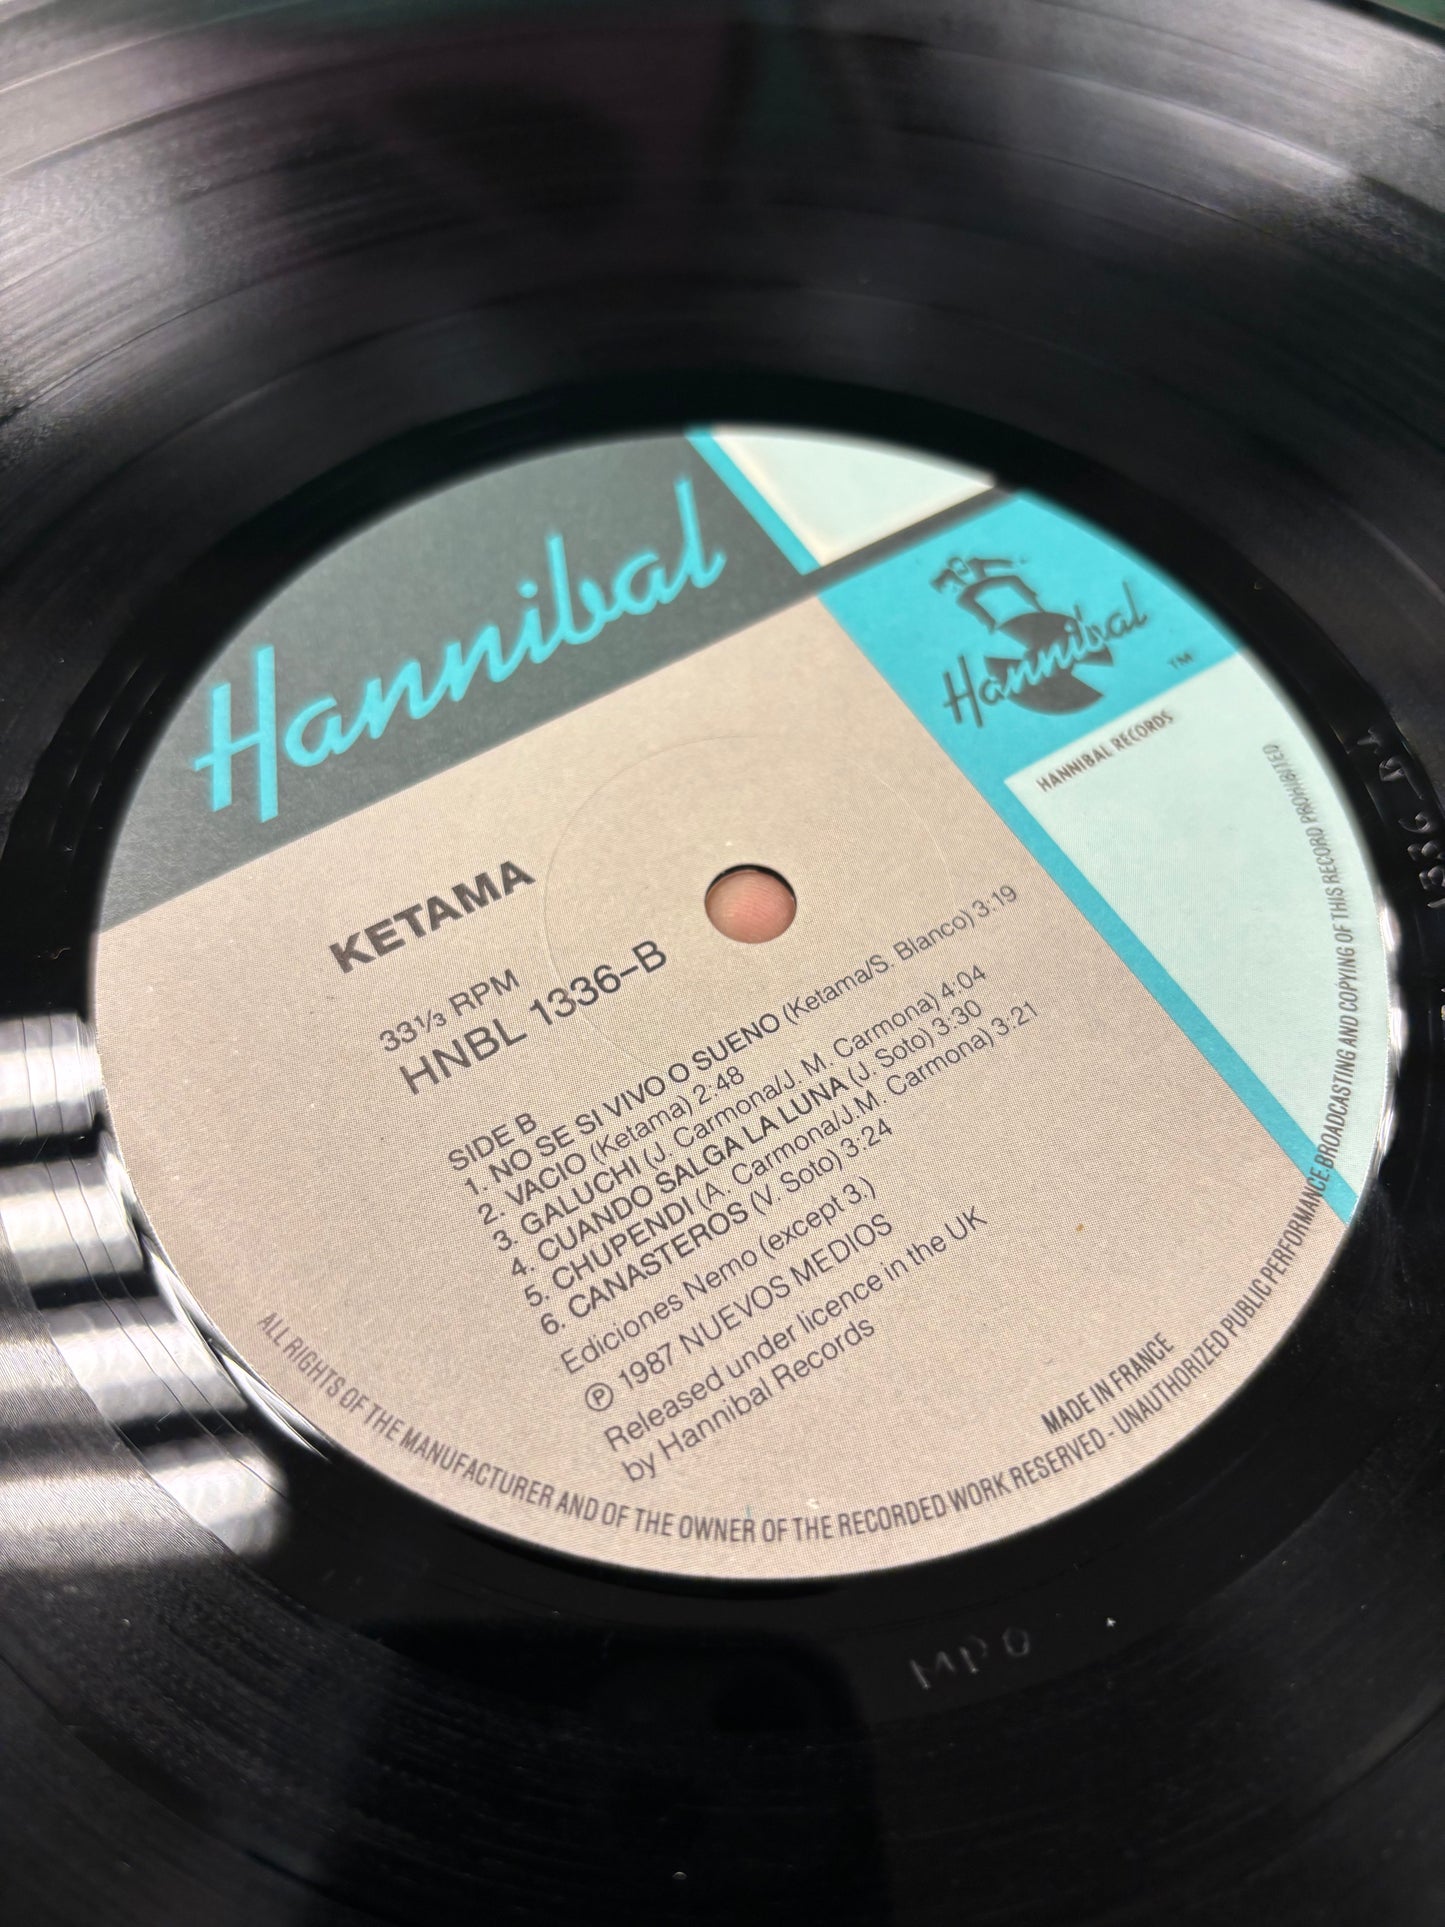 Hannibal
Hannibal
TM
HANNIBAL RECORDS
KETAMA
33⅓ RPM
HNBL 1336-B
SIDE B
1. NO SE SI VIVO O SUENO (Ketama/S. Blanco) 3:19
2. VACIO (Ketama) 2:48
3. GALUCHI (J. Carmona/J. M. Carmona) 4:04
4. CUANDO SALGA LA LUNA (J. Soto) 3:30
5. CHUPENDI (A. Carmona/J.M. Carmona) 3:21
6. CANASTEROS (V. Soto) 3:24
Ediciones Nemo (except 3.)
℗ 1987 NUEVOS MEDIOS
Released under licence in the UK
by Hannibal Records
MADE IN FRANCE
ALL RIGHTS OF THE MANUFACTURER AND OF THE OWNER OF THE RECORDED WORK RESERVED - UNAUTHORIZED PUBLIC PERFORMANCE.BROADCASTING AND COPYING OF THIS RECORD PROHIBITED
MPO